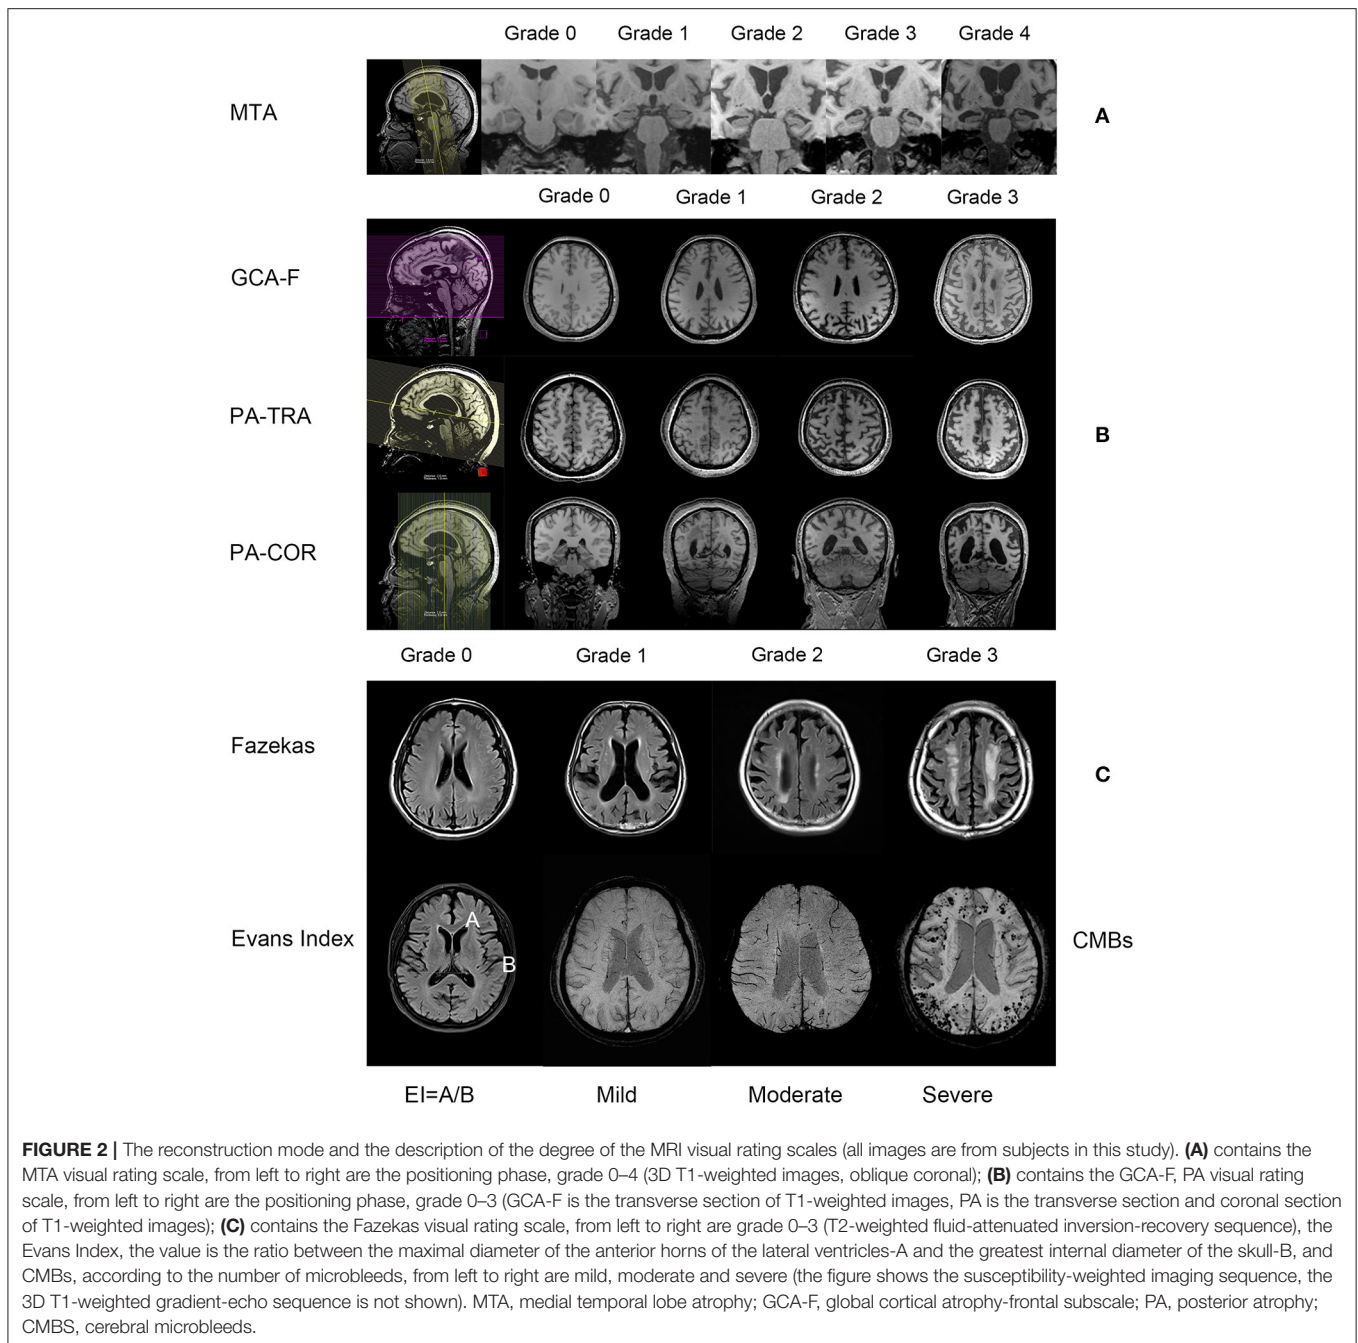 Grade 0 Grade 1 Grade 2 Grade 3 Grade 4
MTA
A
Grade 0 Grade 1 Grade 2 Grade 3
GCA-F
PA-TRA
B
PA-COR
Grade 0 Grade 1 Grade 2 Grade 3
Fazekas
C
A
B
Evans Index
CMBs
EI=A/B Mild Moderate Severe
FIGURE 2 | The reconstruction mode and the description of the degree of the MRI visual rating scales (all images are from subjects in this study). (A) contains the
MTA visual rating scale, from left to right are the positioning phase, grade 0–4 (3D T1-weighted images, oblique coronal); (B) contains the GCA-F, PA visual rating
scale, from left to right are the positioning phase, grade 0–3 (GCA-F is the transverse section of T1-weighted images, PA is the transverse section and coronal section
of T1-weighted images); (C) contains the Fazekas visual rating scale, from left to right are grade 0–3 (T2-weighted fluid-attenuated inversion-recovery sequence), the
Evans Index, the value is the ratio between the maximal diameter of the anterior horns of the lateral ventricles-A and the greatest internal diameter of the skull-B, and
CMBs, according to the number of microbleeds, from left to right are mild, moderate and severe (the figure shows the susceptibility-weighted imaging sequence, the
3D T1-weighted gradient-echo sequence is not shown). MTA, medial temporal lobe atrophy; GCA-F, global cortical atrophy-frontal subscale; PA, posterior atrophy;
CMBS, cerebral microbleeds.